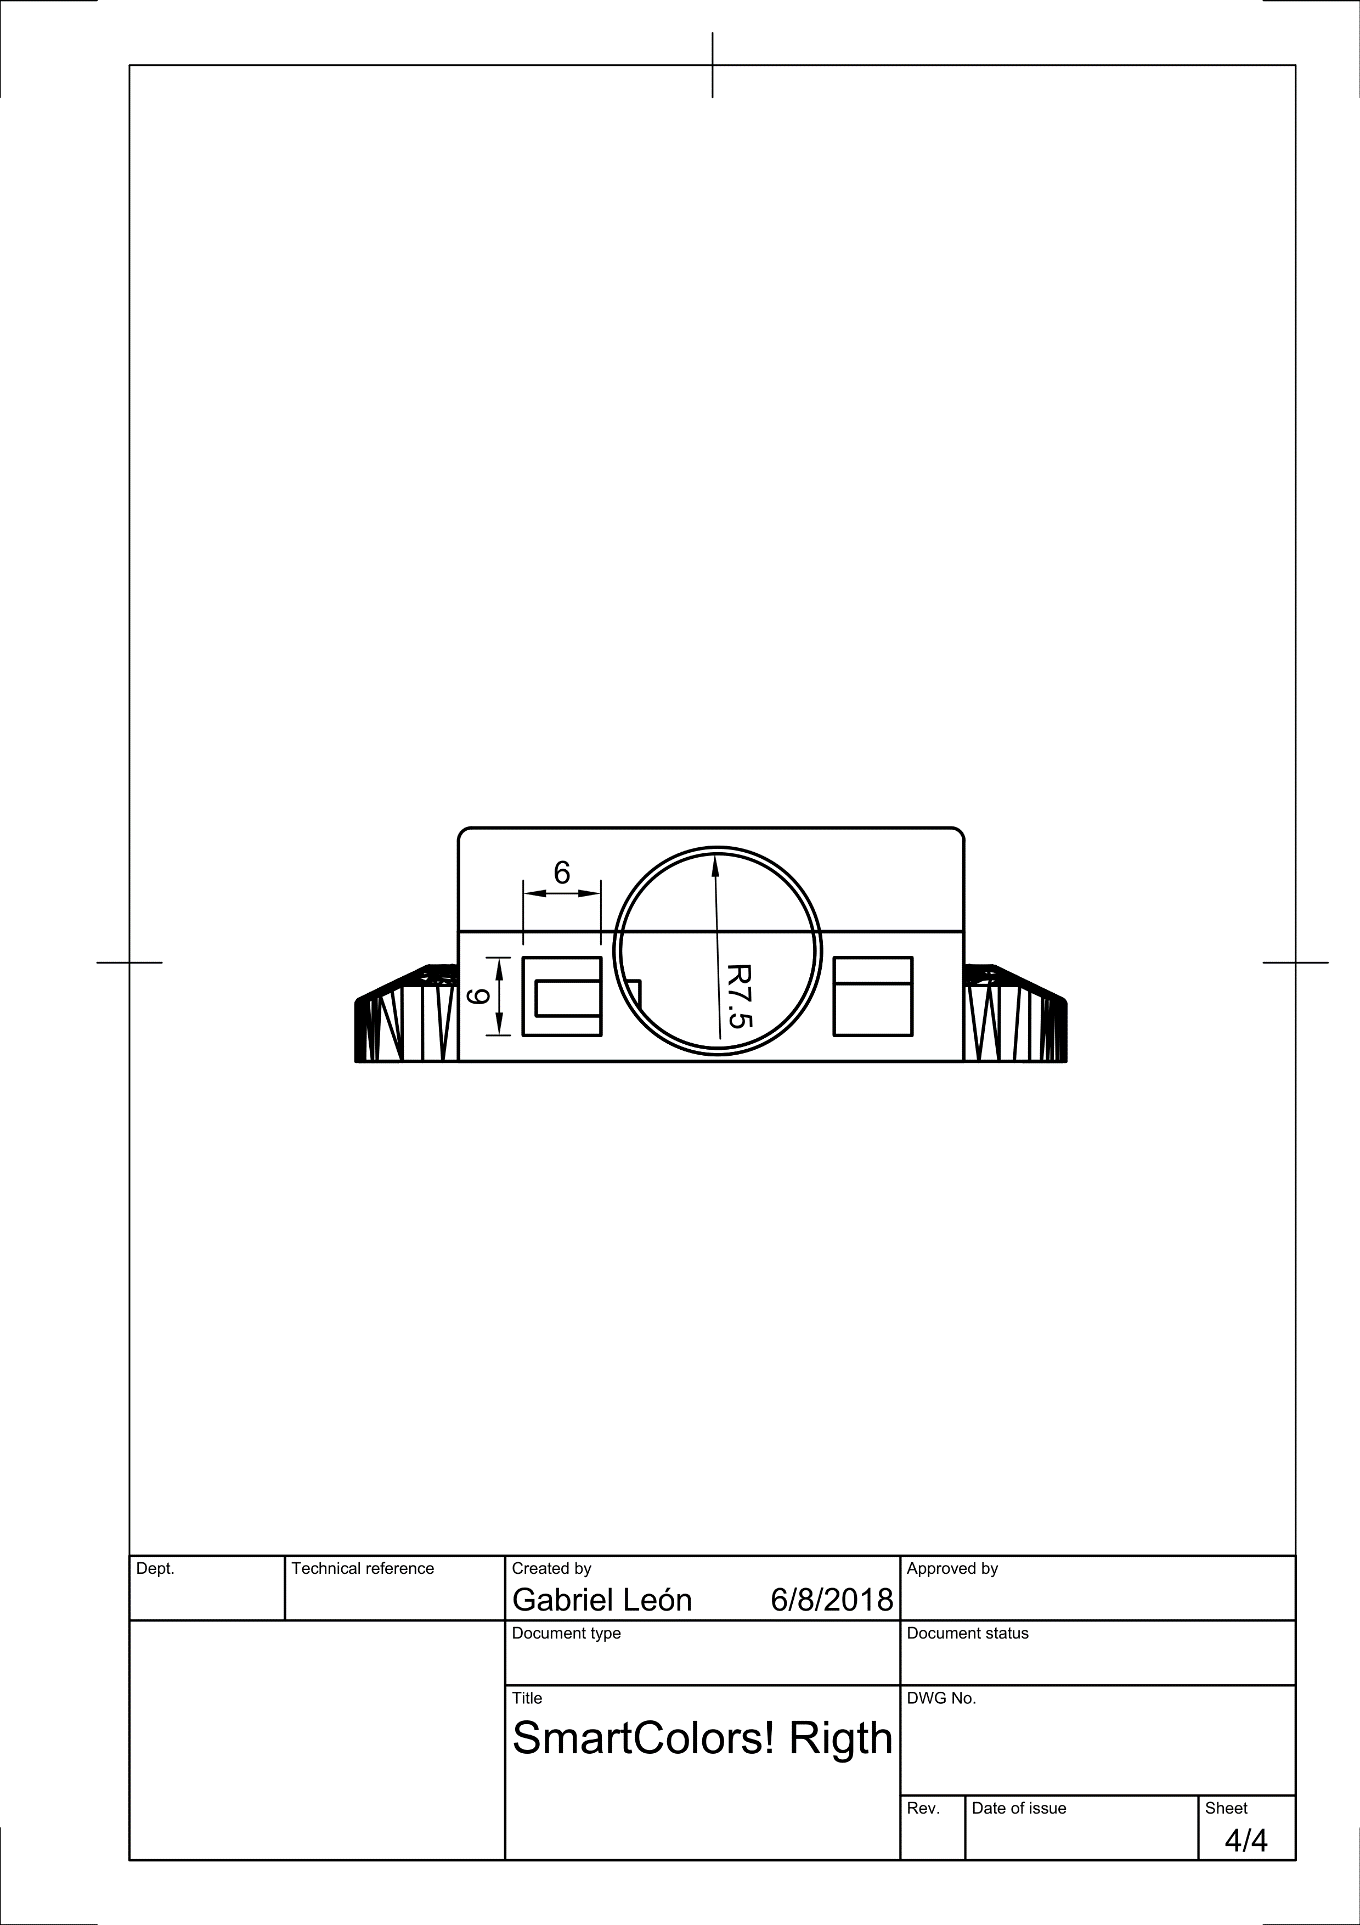 6
6
R7.5
Dept.
Technical reference
Created by
Gabriel León 6/8/2018
Approved by
Document type
Document status
Title
SmartColors! Rigth
DWG No.
Rev.
Date of issue
Sheet
4/4